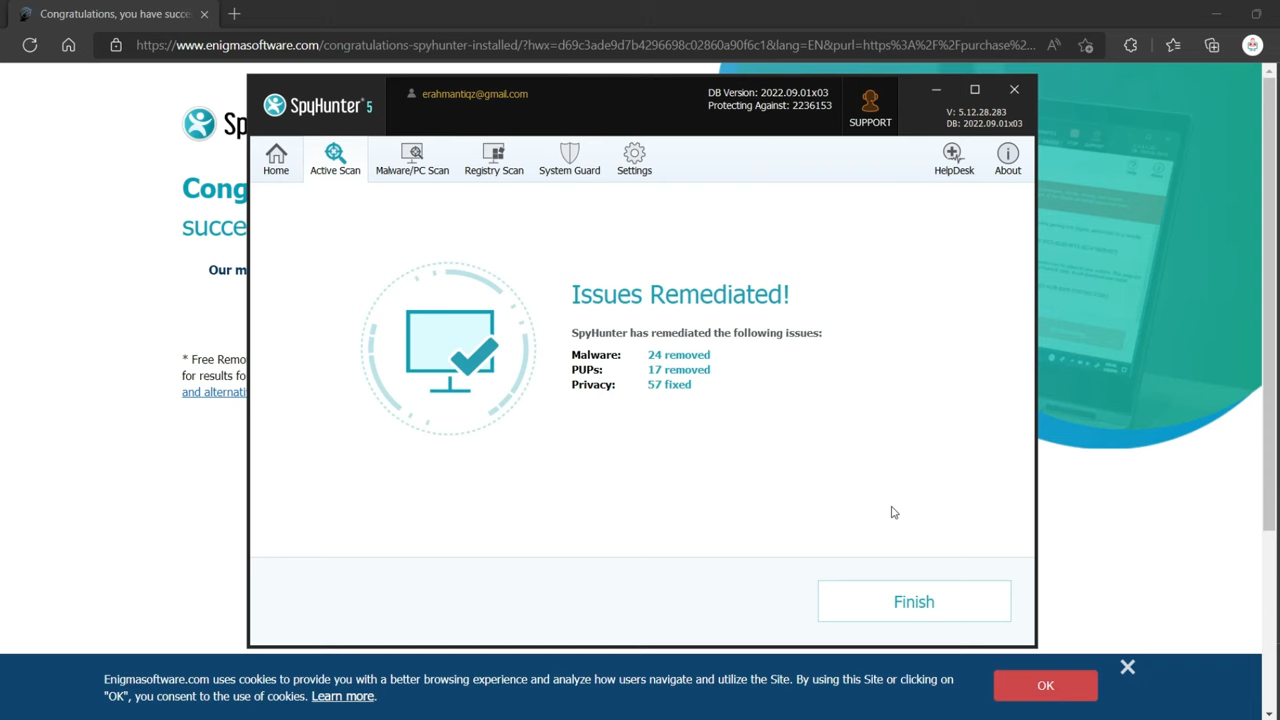 Congratulations, you have succe
https://www.enigmasoftware.com/congratulations-spyhunter-installed/?hwx=d69c3ade9d7b4296698c02860a90f6c1&lang=EN&purl=https%3A%2F%2Fpurchase%2...
SpyHunter® 5
erahmantiqz@gmail.com
DB Version: 2022.09.01x03
Protecting Against: 2236153
SUPPORT
V: 5.12.28.283
DB: 2022.09.01x03
Home
Active Scan
Malware/PC Scan
Registry Scan
System Guard
Settings
HelpDesk
About
Sp
Cong
succe
Our m
* Free Remo
for results fo
and alternati
Issues Remediated!
SpyHunter has remediated the following issues:
Malware: 24 removed
PUPs: 17 removed
Privacy: 57 fixed
Finish
Enigmasoftware.com uses cookies to provide you with a better browsing experience and analyze how users navigate and utilize the Site. By using this Site or clicking on
"OK", you consent to the use of cookies. Learn more.
OK